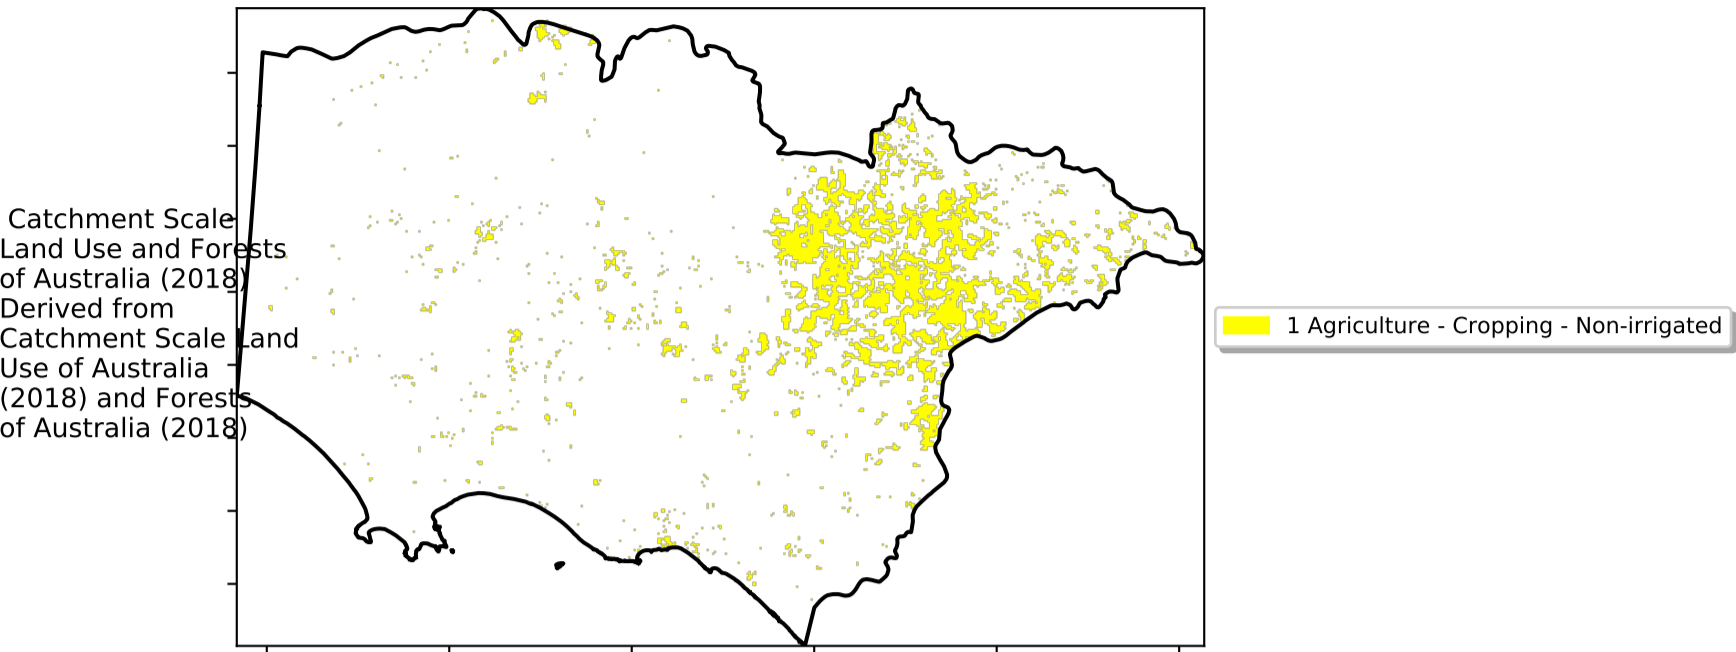 Catchment Scale
Land Use and Forests
of Australia (2018)
Derived from
Catchment Scale Land
Use of Australia
(2018) and Forests
of Australia (2018)
1 Agriculture - Cropping - Non-irrigated